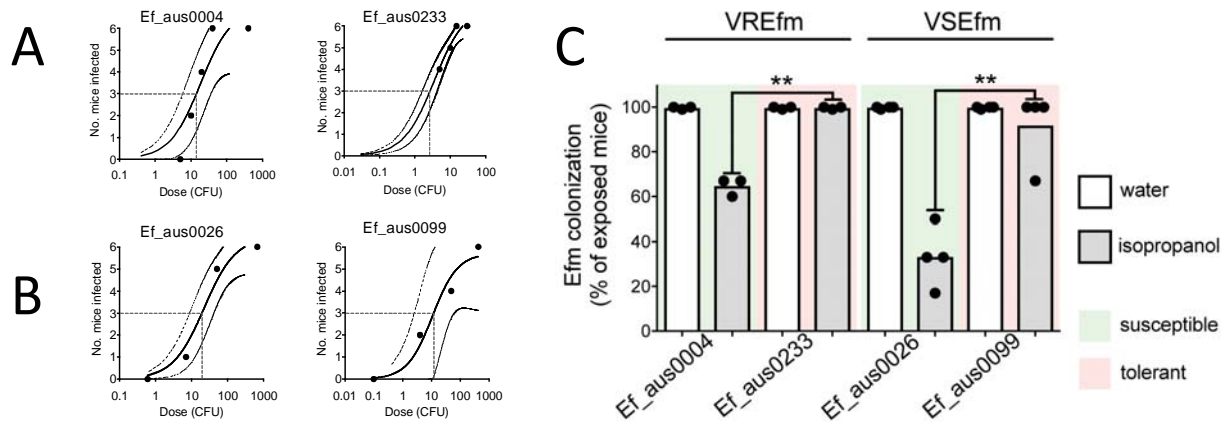 A
Ef_aus0004
No. mice infected
6
5
4
3
2
1
0
0.1 1 10 100 1000
Dose (CFU)
Ef_aus0233
No. mice infected
6
5
4
3
2
1
0
0.01 0.1 1 10 100
Dose (CFU)
B
Ef_aus0026
No. mice infected
6
5
4
3
2
1
0
0.1 1 10 100 1000
Dose (CFU)
Ef_aus0099
No. mice infected
6
5
4
3
2
1
0
0.01 0.1 1 10 100 1000
Dose (CFU)
C
VREfm VSEfm
** **
Efm colonization
(% of exposed mice)
100
80
60
40
20
0
Ef_aus0004 Ef_aus0233 Ef_aus0026 Ef_aus0099
water
isopropanol
susceptible
tolerant